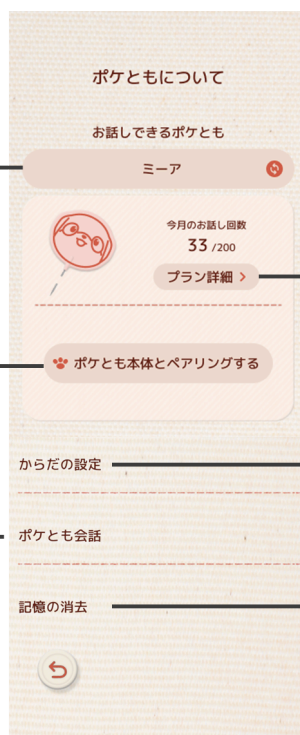 ポケともについて
お話しできるポケとも
ミーア
今月のお話し回数
33 /200
プラン詳細
ポケとも本体とペアリングする
からだの設定
ポケとも会話
記憶の消去